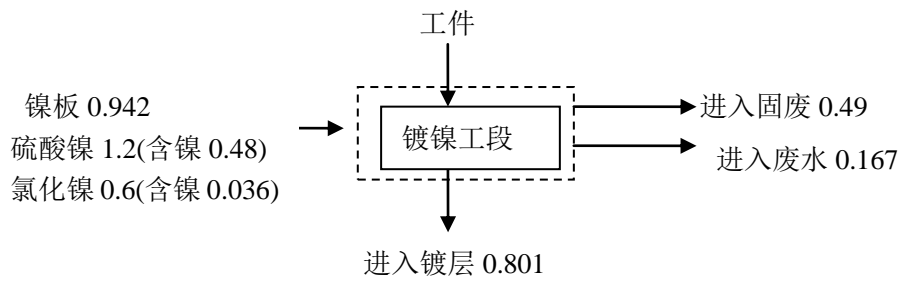 工件
镍板 0.942
硫酸镍 1.2(含镍 0.48)
氯化镍 0.6(含镍 0.036)
镀镍工段
进入固废 0.49
进入废水 0.167
进入镀层 0.801